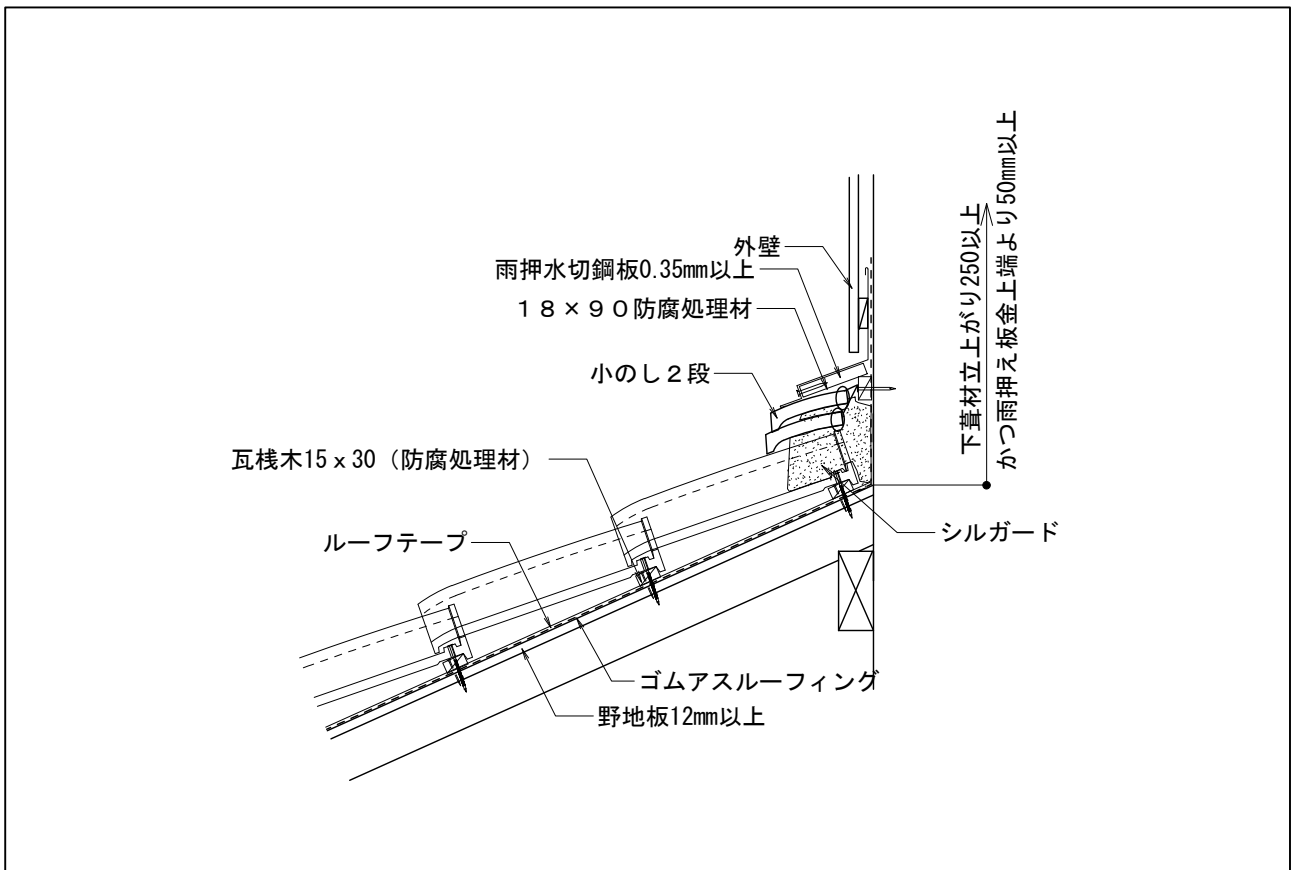 外壁
雨押水切鋼板0.35mm以上
１８×９０防腐処理材
小のし２段
瓦桟木15ｘ30（防腐処理材）
ルーフテープ
シルガード
ゴムアスルーフィング
野地板12mm以上
下葺材立上がり250以上
かつ雨押え板金上端より50mm以上